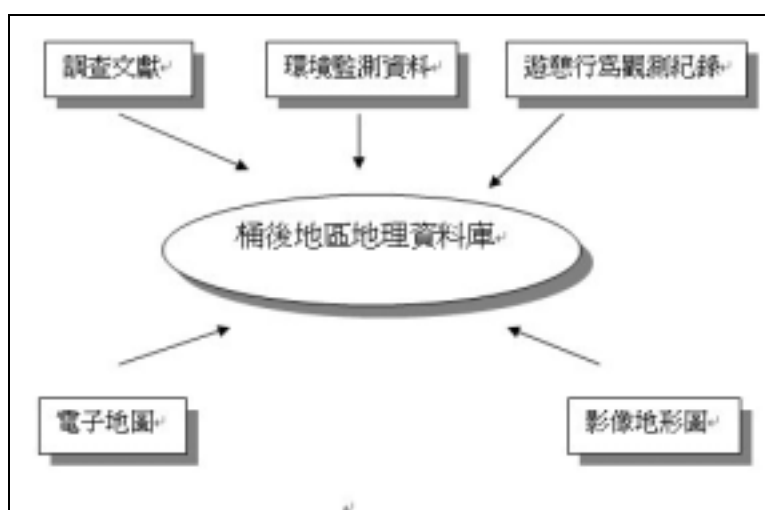 調查文獻
環境監測資料
遊憩行為觀測紀錄
桶後地區地理資料庫
電子地圖
影像地形圖